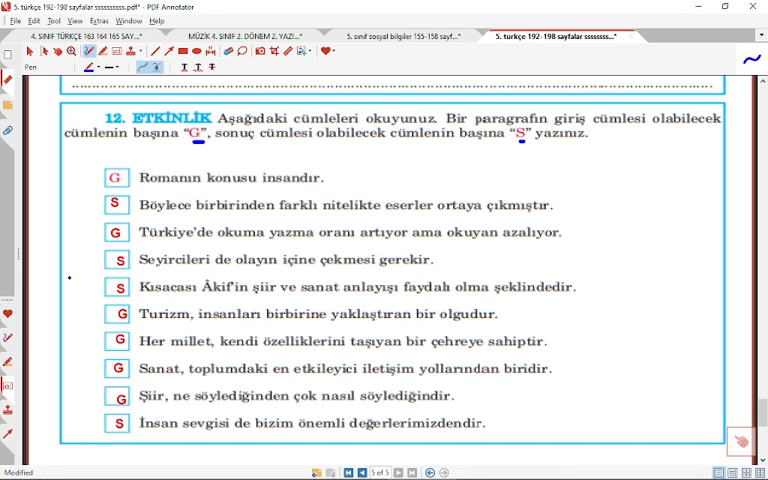 5. türkçe 192-198 sayfalar sssssssss.pdf* - PDF Annotator
File Edit Tool View Extras Window Help
4. SINIF TÜRKÇE 163 164 165 SAY...*
MÜZİK 4. SINIF 2. DÖNEM 2. YAZI...*
5. sınıf sosyal bilgiler 155-158 sayf...*
5. türkçe 192-198 sayfalar ssssssss...*
Pen
12. ETKİNLİK Aşağıdaki cümleleri okuyunuz. Bir paragrafın giriş cümlesi olabilecek
cümlenin başına “G”, sonuç cümlesi olabilecek cümlenin başına “S” yazınız.
G Romanın konusu insandır.
S Böylece birbirinden farklı nitelikte eserler ortaya çıkmıştır.
G Türkiye’de okuma yazma oranı artıyor ama okuyan azalıyor.
S Seyircileri de olayın içine çekmesi gerekir.
S Kısacası Âkif’in şiir ve sanat anlayışı faydalı olma şeklindedir.
G Turizm, insanları birbirine yaklaştıran bir olgudur.
G Her millet, kendi özelliklerini taşıyan bir çehreye sahiptir.
G Sanat, toplumdaki en etkileyici iletişim yollarından biridir.
G Şiir, ne söylediğinden çok nasıl söylediğindir.
S İnsan sevgisi de bizim önemli değerlerimizdendir.
Modified
5 of 5